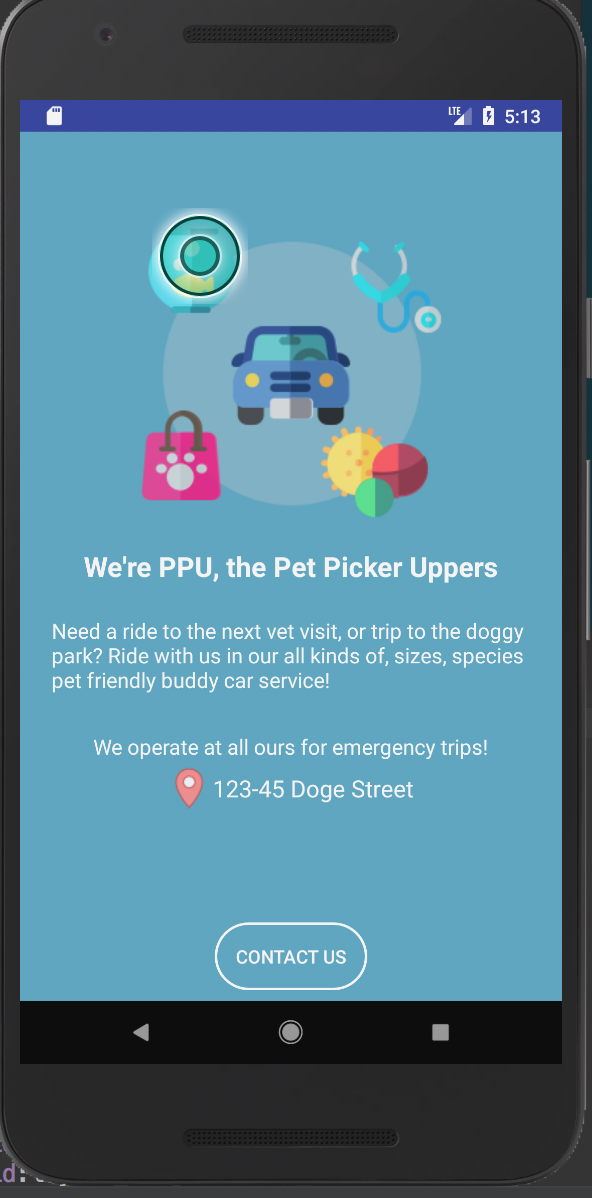 LTE 5:13
We're PPU, the Pet Picker Uppers
Need a ride to the next vet visit, or trip to the doggy
park? Ride with us in our all kinds of, sizes, species
pet friendly buddy car service!
We operate at all ours for emergency trips!
123-45 Doge Street
CONTACT US